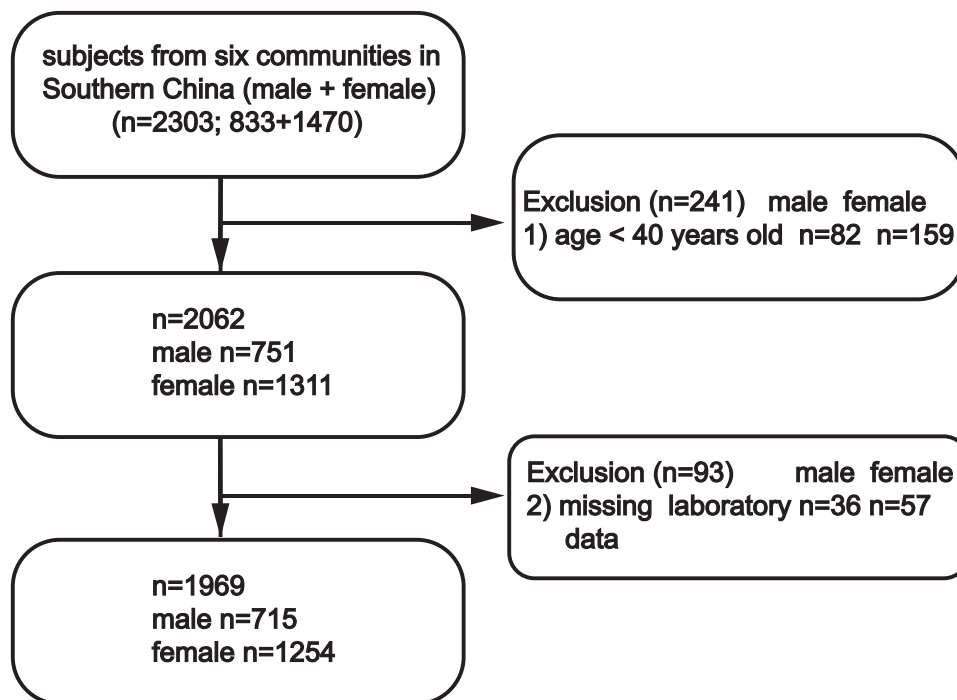 subjects from six communities in
Southern China (male + female)
(n=2303; 833+1470)
Exclusion (n=241) male female
1) age < 40 years old n=82 n=159
n=2062
male n=751
female n=1311
Exclusion (n=93) male female
2) missing laboratory n=36 n=57
data
n=1969
male n=715
female n=1254